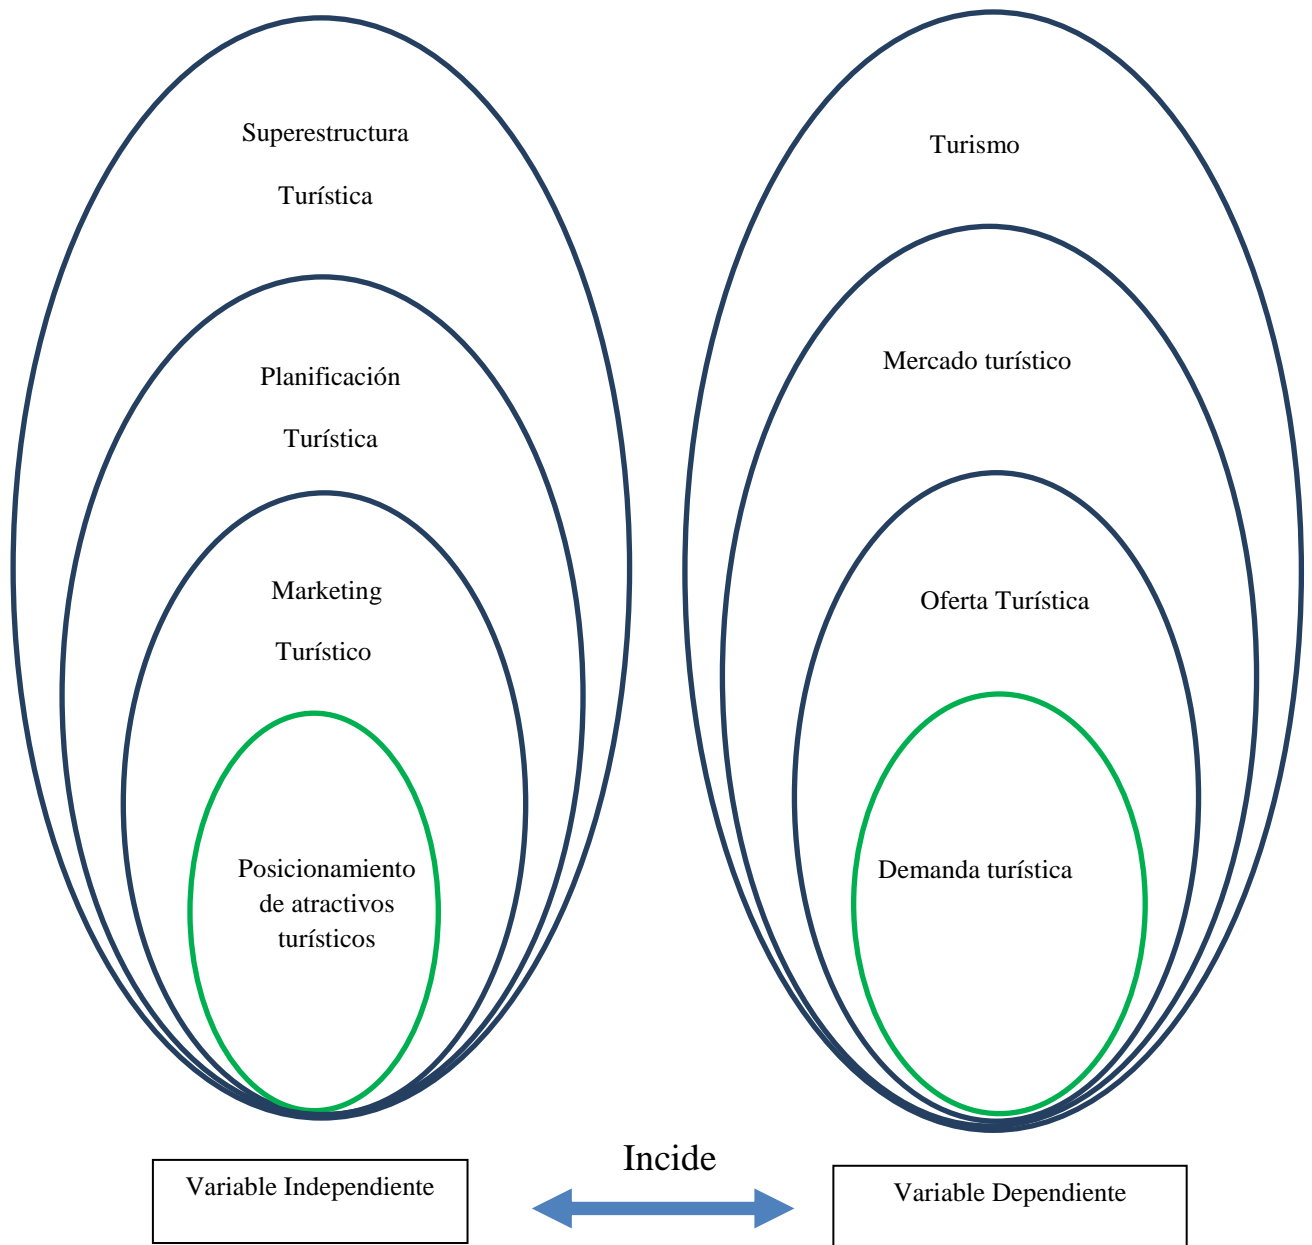 Superestructura
Turística
Planificación
Turística
Marketing
Turístico
Posicionamiento
de atractivos
turísticos
Turismo
Mercado turístico
Oferta Turística
Demanda turística
Variable Independiente
Incide
Variable Dependiente